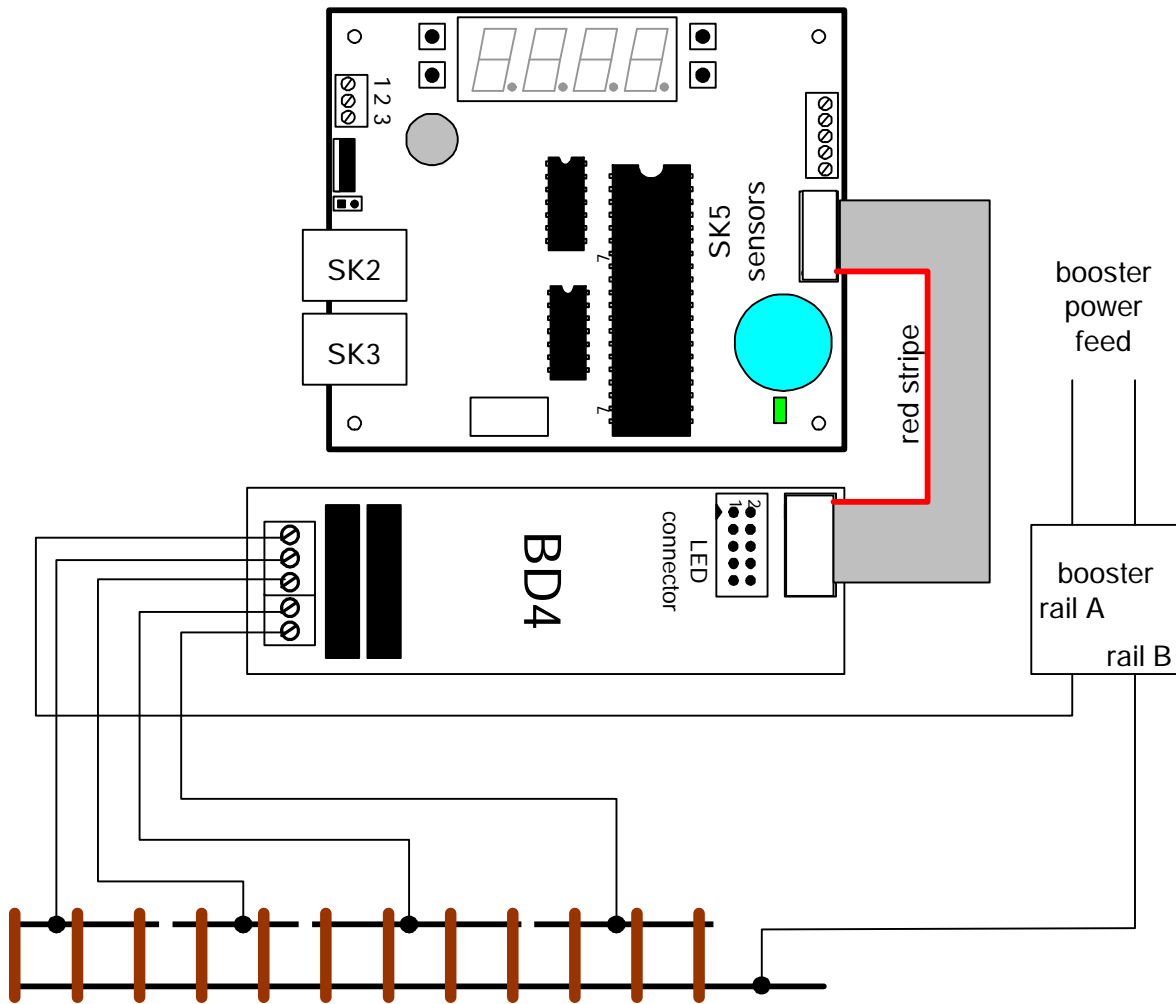 1 2 3
SK2
SK3
7
7
SK5
sensors
red stripe
booster
power
feed
BD4
LED
connector
1 2
booster
rail A
rail B